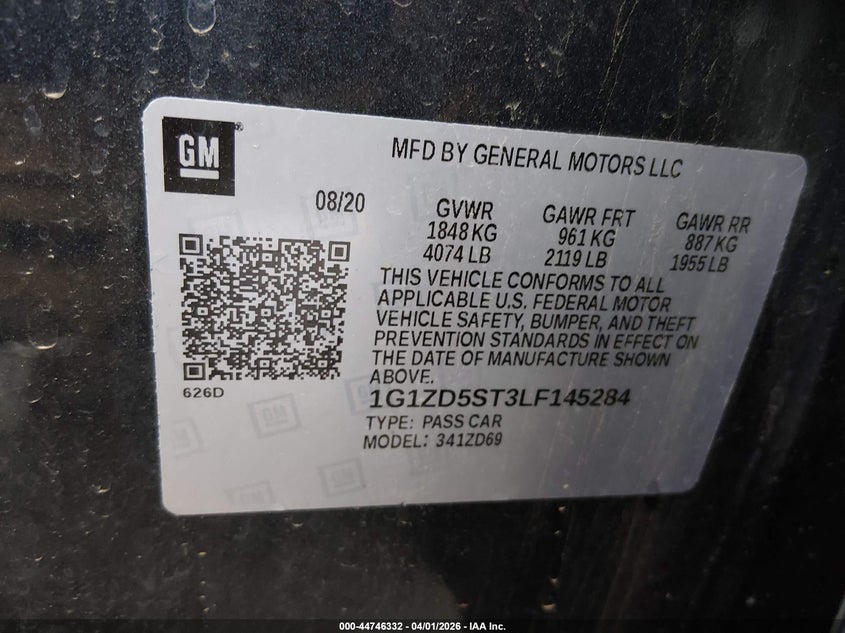 GM
MFD BY GENERAL MOTORS LLC
08/20
GVWR
1848 KG
4074 LB
GAWR FRT
961 KG
2119 LB
GAWR RR
887 KG
1955 LB
THIS VEHICLE CONFORMS TO ALL
APPLICABLE U.S. FEDERAL MOTOR
VEHICLE SAFETY, BUMPER, AND THEFT
PREVENTION STANDARDS IN EFFECT ON
THE DATE OF MANUFACTURE SHOWN
ABOVE.
626D
1G1ZD5ST3LF145284
TYPE: PASS CAR
MODEL: 341ZD69
000-44746332 - 04/01/2026 - IAA Inc.